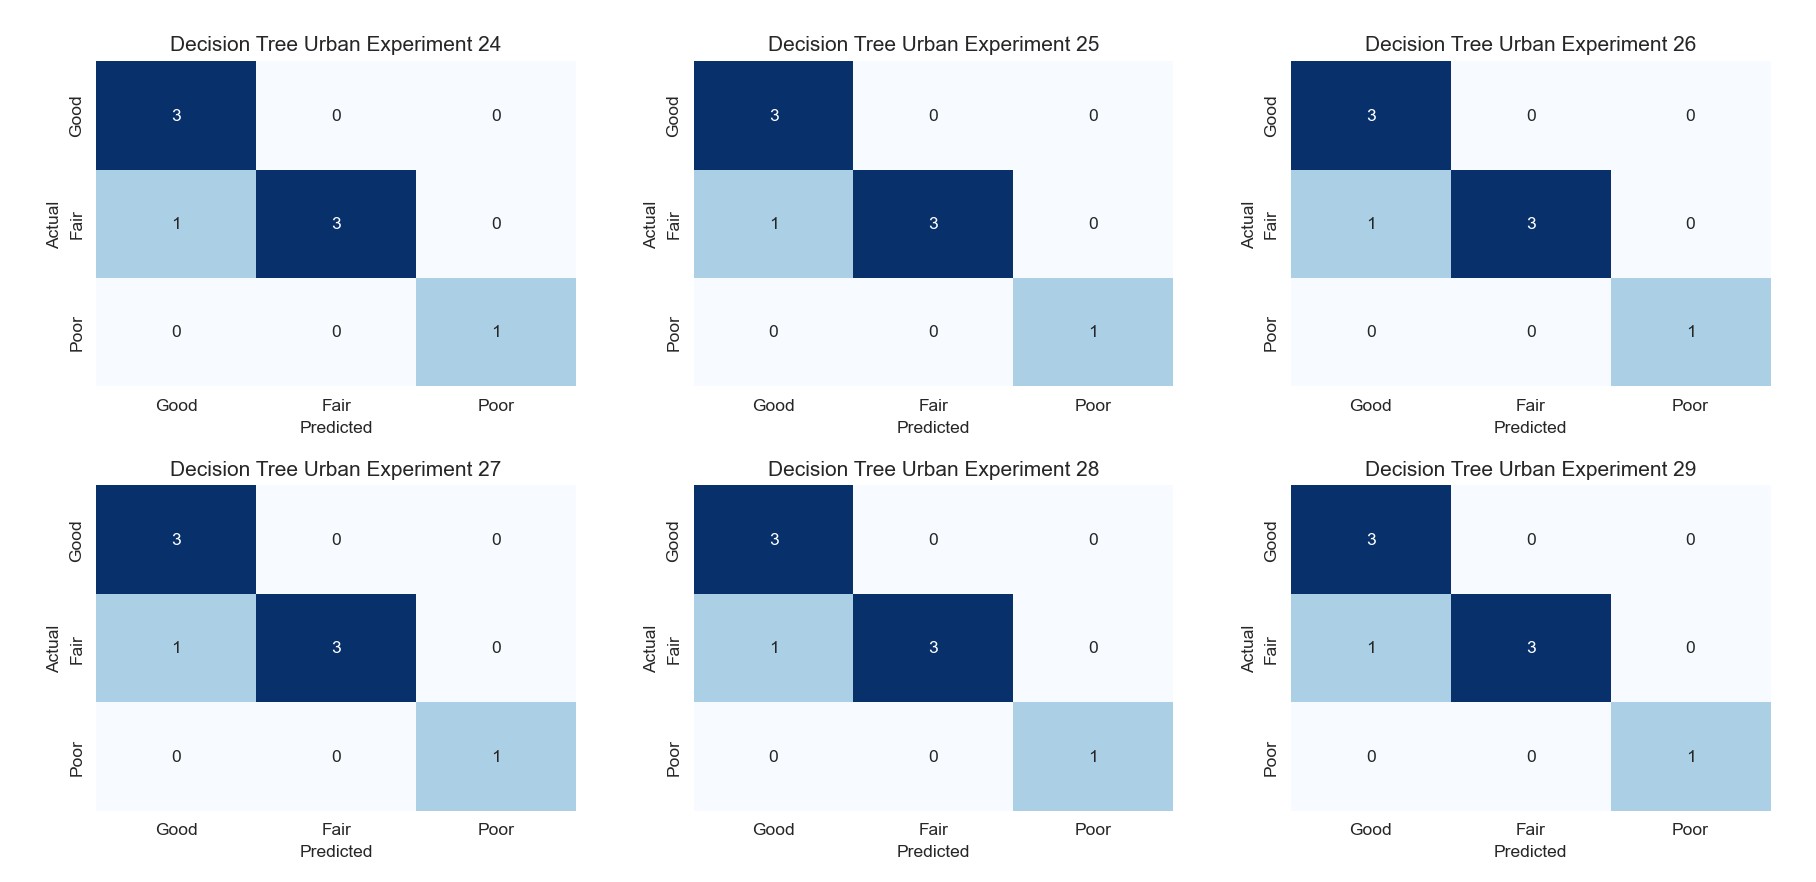 Decision Tree Urban Experiment 24
Good
Fair
Poor
Actual
3 0 0
1 3 0
0 0 1
Good Fair Poor
Predicted
Decision Tree Urban Experiment 25
Good
Fair
Poor
Actual
3 0 0
1 3 0
0 0 1
Good Fair Poor
Predicted
Decision Tree Urban Experiment 26
Good
Fair
Poor
Actual
3 0 0
1 3 0
0 0 1
Good Fair Poor
Predicted
Decision Tree Urban Experiment 27
Good
Fair
Poor
Actual
3 0 0
1 3 0
0 0 1
Good Fair Poor
Predicted
Decision Tree Urban Experiment 28
Good
Fair
Poor
Actual
3 0 0
1 3 0
0 0 1
Good Fair Poor
Predicted
Decision Tree Urban Experiment 29
Good
Fair
Poor
Actual
3 0 0
1 3 0
0 0 1
Good Fair Poor
Predicted